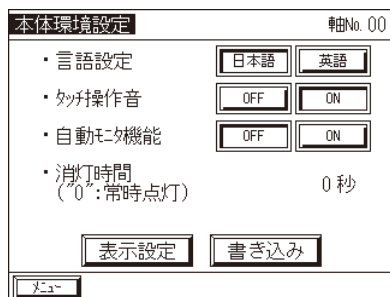 本体環境設定 軸No. 00
・言語設定 日本語 英語
・ﾀｯﾁ操作音 OFF ON
・自動ﾓﾆﾀ機能 OFF ON
・消灯時間
("0":常時点灯) 0 秒
表示設定 書き込み
ﾒﾆｭｰ